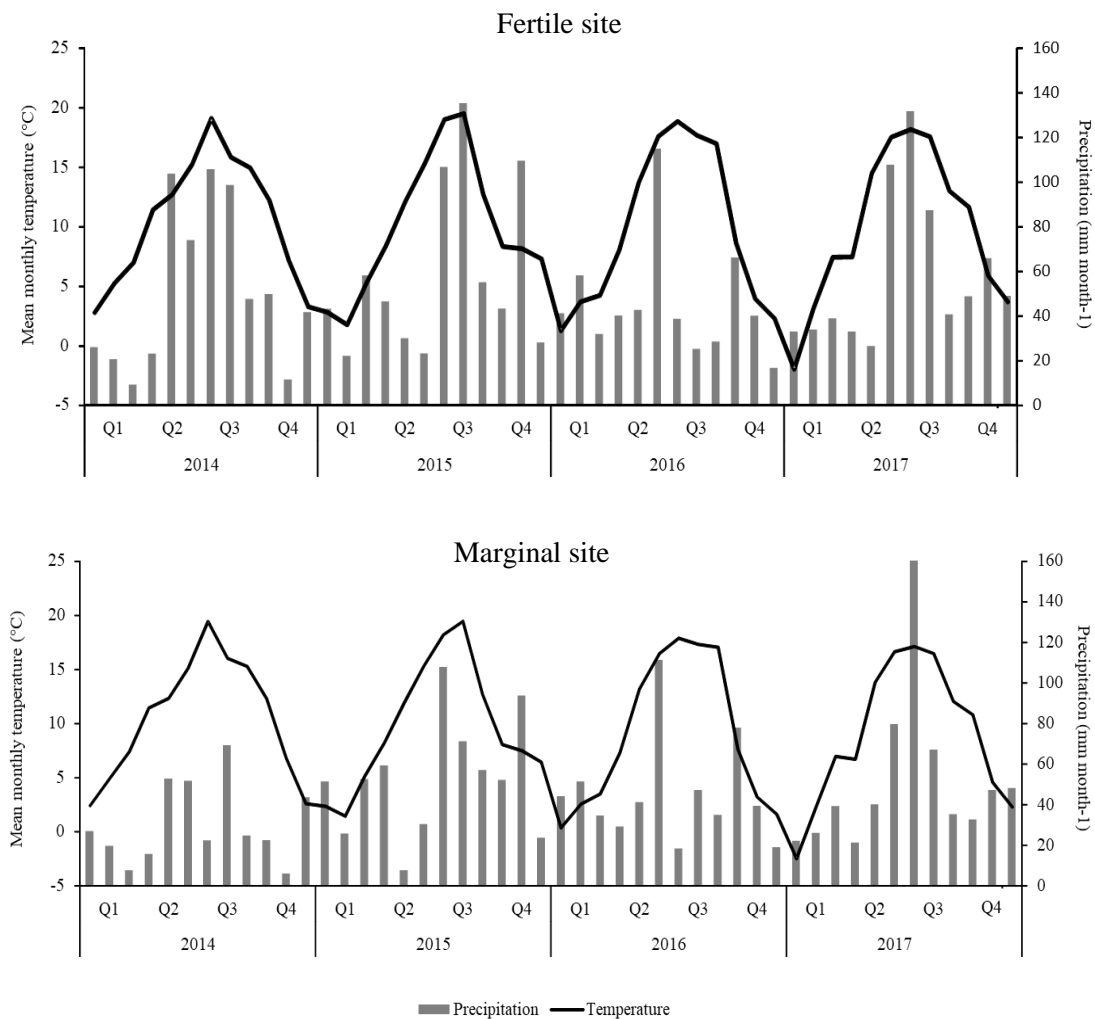 Fertile site
Mean monthly temperature (°C)
25
20
15
10
5
0
-5
160
140
120
100
80
60
40
20
0
Precipitation (mm month-1)
Q1 Q2 Q3 Q4 Q1 Q2 Q3 Q4 Q1 Q2 Q3 Q4 Q1 Q2 Q3 Q4
2014 2015 2016 2017
Marginal site
Mean monthly temperature (°C)
25
20
15
10
5
0
-5
160
140
120
100
80
60
40
20
0
Precipitation (mm month-1)
Q1 Q2 Q3 Q4 Q1 Q2 Q3 Q4 Q1 Q2 Q3 Q4 Q1 Q2 Q3 Q4
2014 2015 2016 2017
Precipitation Temperature